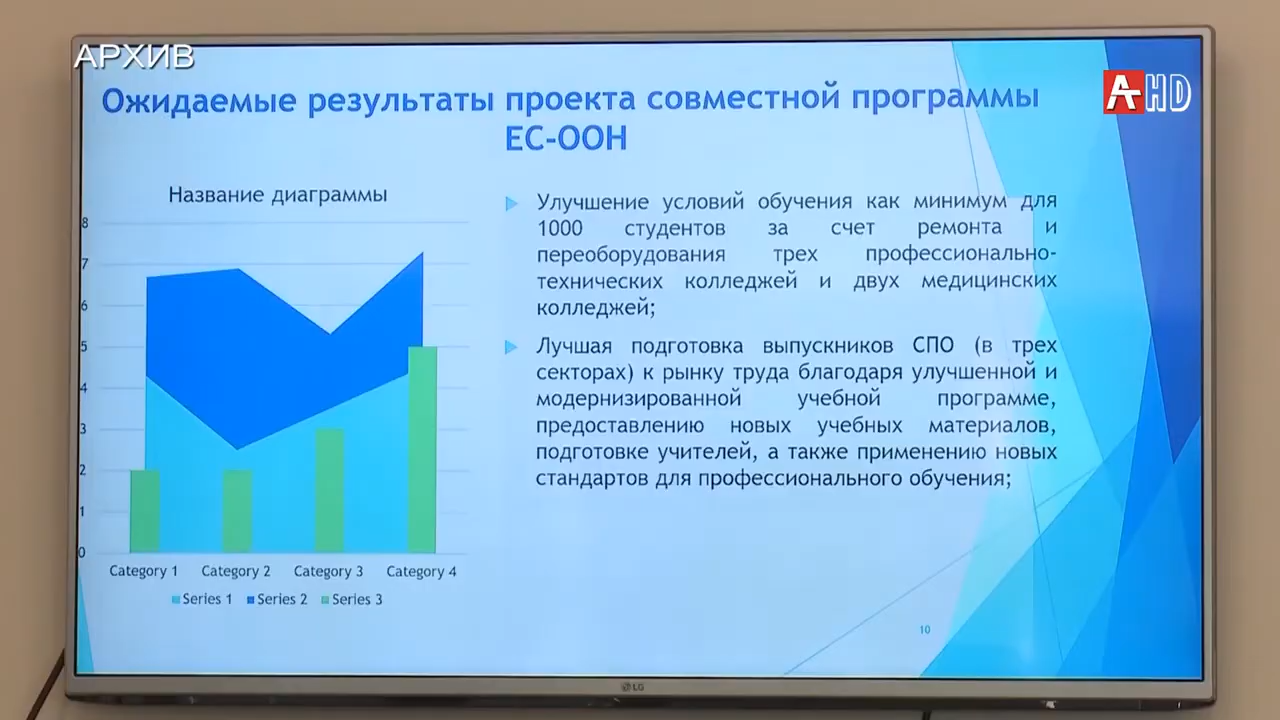 АРХИВ
A HD
Ожидаемые результаты проекта совместной программы
ЕС-ООН
Название диаграммы
8
7
6
5
4
3
2
1
0
Category 1 Category 2 Category 3 Category 4
Series 1 Series 2 Series 3
Улучшение условий обучения как минимум для
1000 студентов за счет ремонта и
переоборудования трех профессионально-
технических колледжей и двух медицинских
колледжей;
Лучшая подготовка выпускников СПО (в трех
секторах) к рынку труда благодаря улучшенной и
модернизированной учебной программе,
предоставлению новых учебных материалов,
подготовке учителей, а также применению новых
стандартов для профессионального обучения;
10
LG